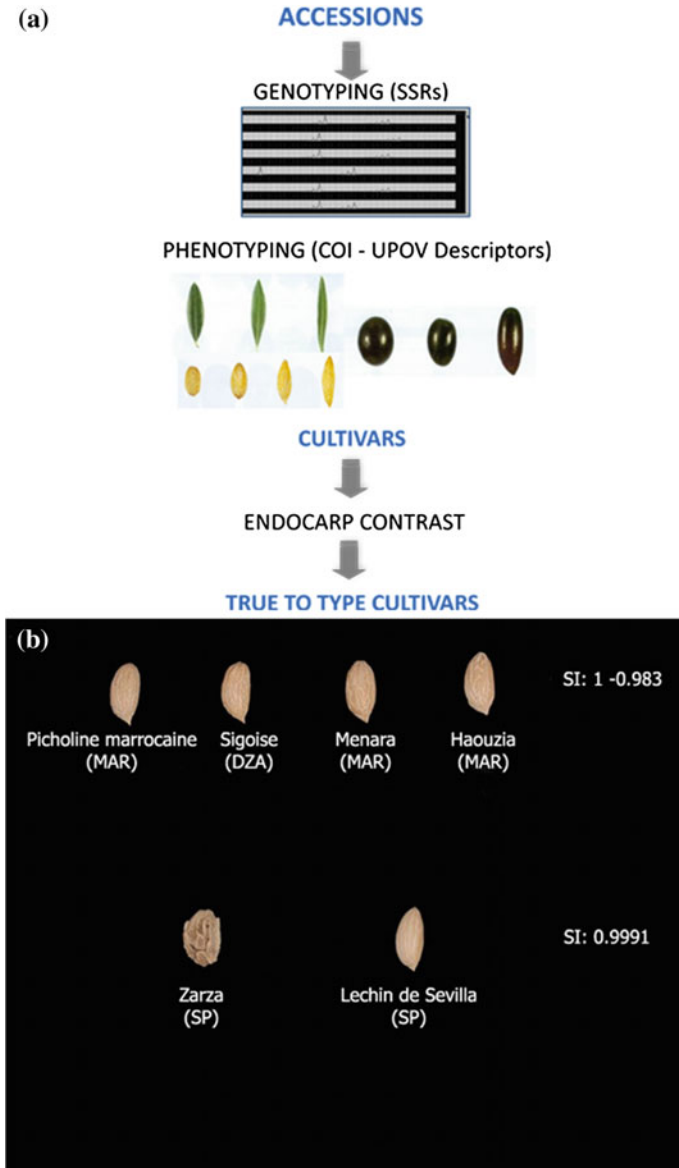 (a)
ACCESSIONS
GENOTYPING (SSRs)
PHENOTYPING (COI - UPOV Descriptors)
CULTIVARS
ENDOCARP CONTRAST
TRUE TO TYPE CULTIVARS
(b)
SI: 1 -0.983
Picholine marrocaine
(MAR)
Sigoise
(DZA)
Menara
(MAR)
Haouzia
(MAR)
SI: 0.9991
Zarza
(SP)
Lechin de Sevilla
(SP)